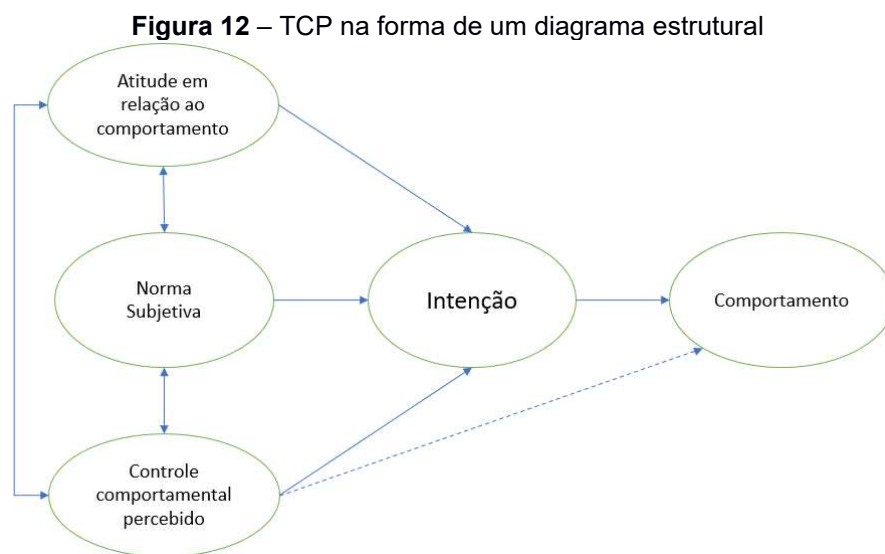 Figura 12 – TCP na forma de um diagrama estrutural
Atitude em
relação ao
comportamento
Norma
Subjetiva
Intenção
Comportamento
Controle
comportamental
percebido